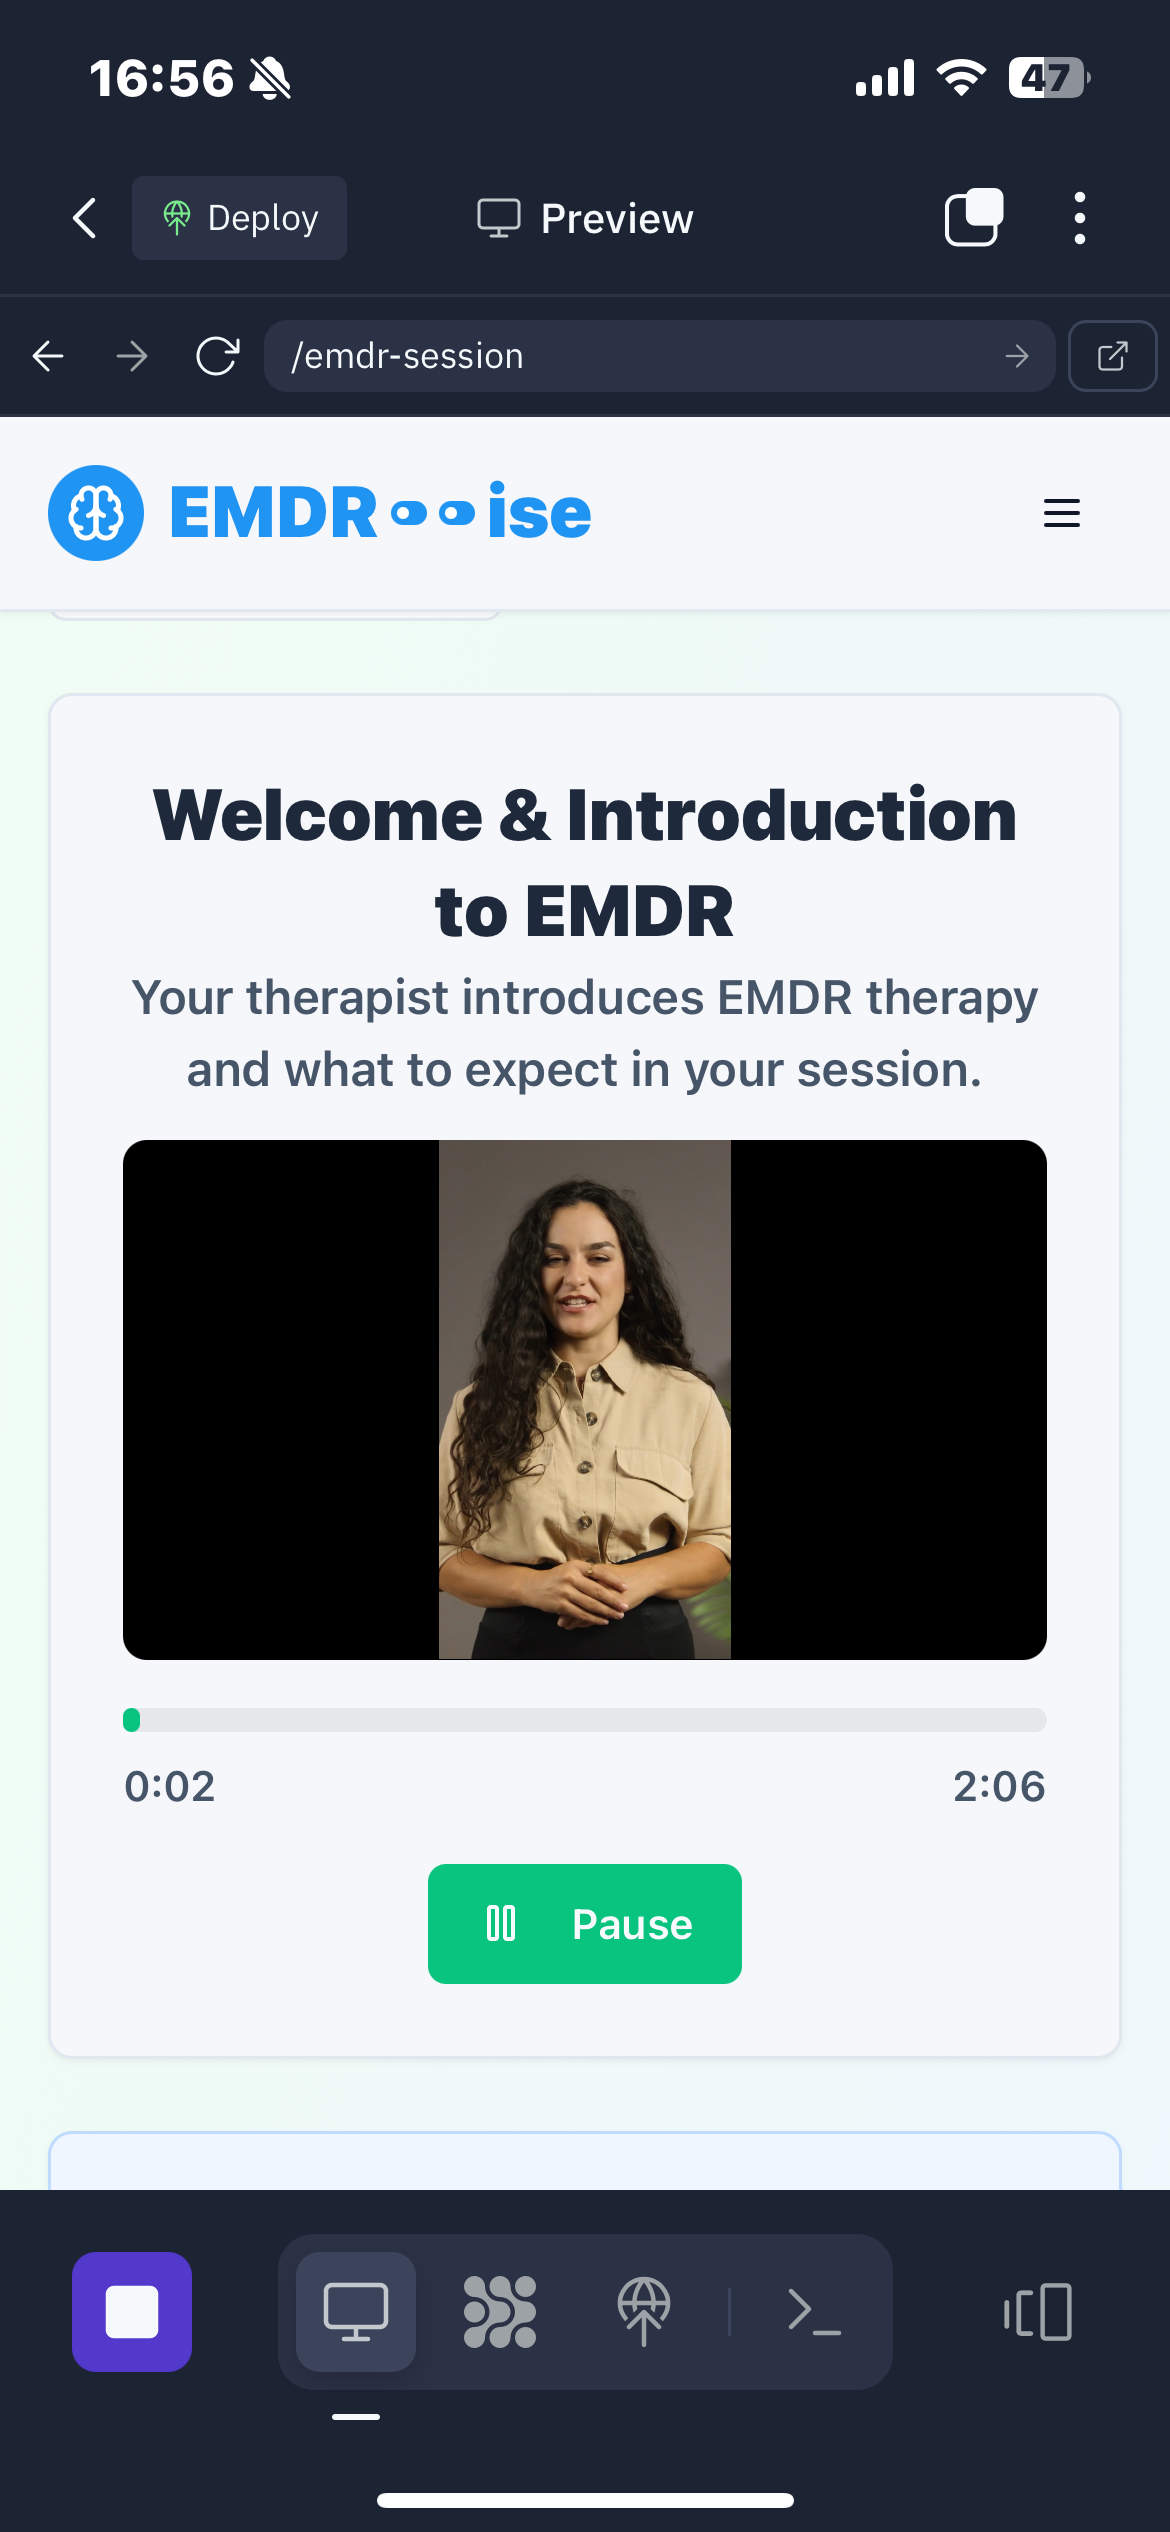 16:56
47
Deploy
Preview
/emdr-session
EMDR ise
Welcome & Introduction
to EMDR
Your therapist introduces EMDR therapy
and what to expect in your session.
0:02
2:06
Pause